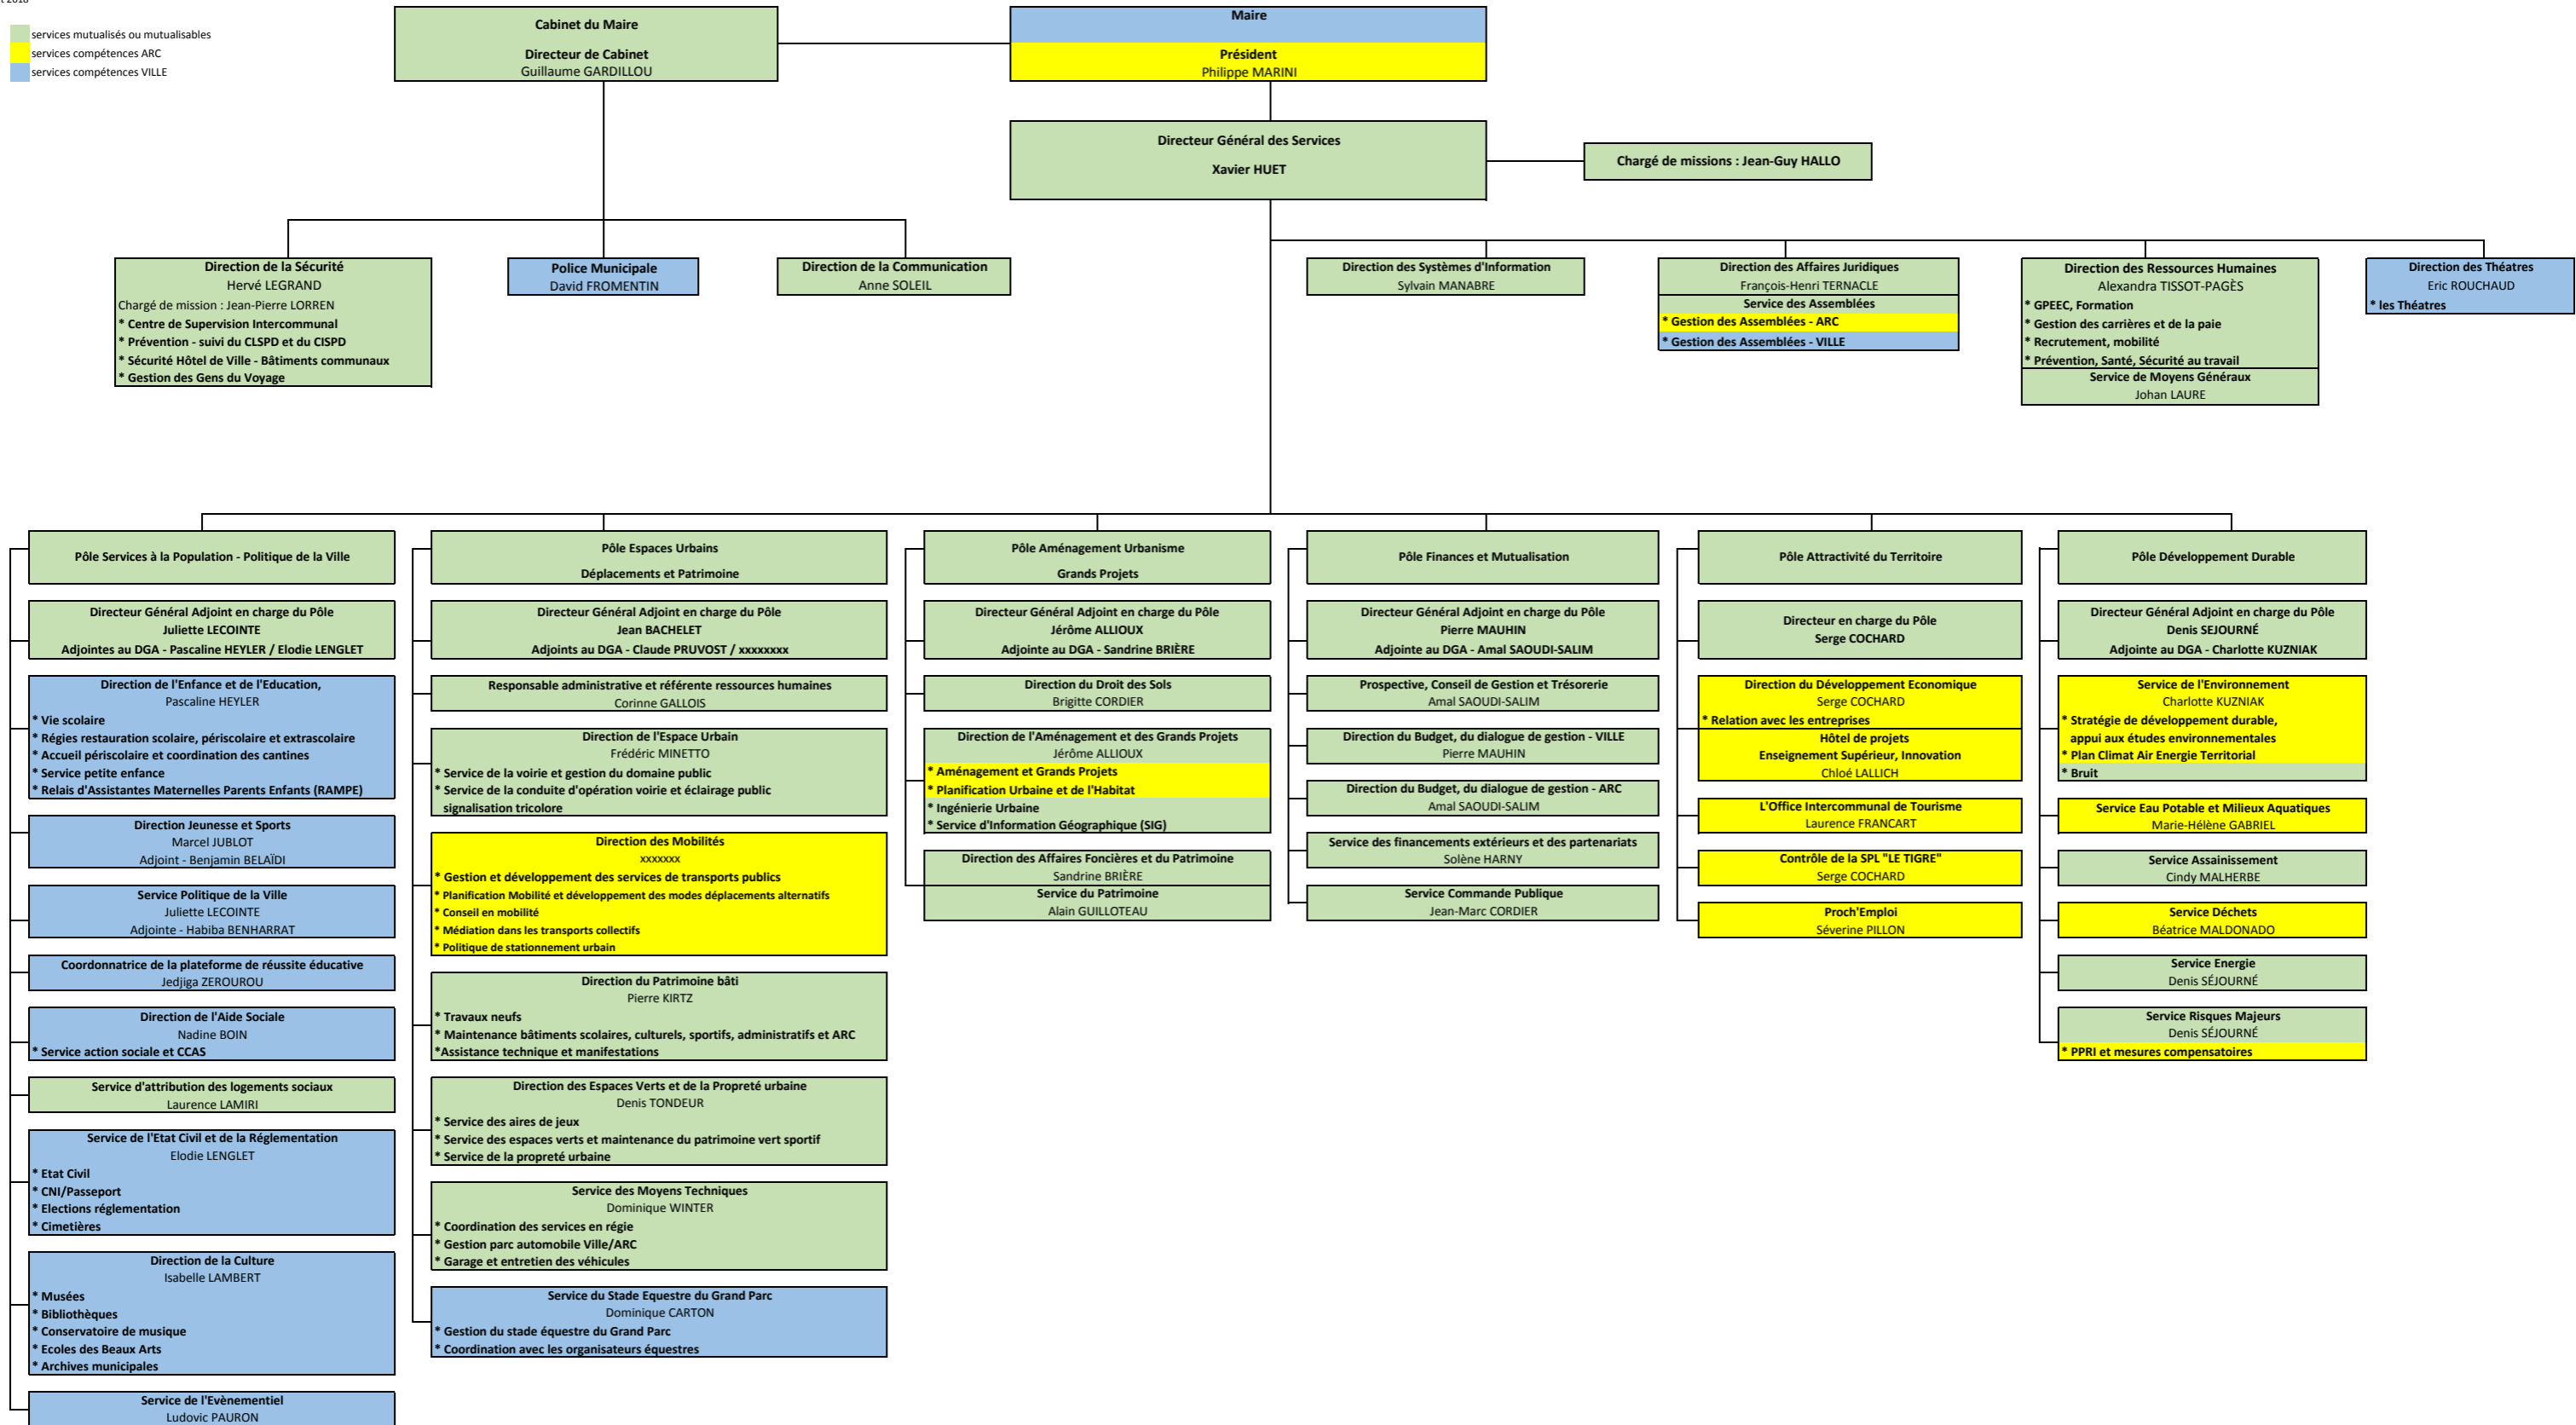 2018
services mutualisés ou mutualisables
services compétences ARC
services compétences VILLE
Cabinet du Maire
Directeur de Cabinet
Guillaume GARDILLOU
Maire
Président
Philippe MARINI
Directeur Général des Services
Xavier HUET
Chargé de missions : Jean-Guy HALLO
Direction de la Sécurité
Hervé LEGRAND
Chargé de mission : Jean-Pierre LORREN
* Centre de Supervision Intercommunal
* Prévention - suivi du CLSPD et du CISPD
* Sécurité Hôtel de Ville - Bâtiments communaux
* Gestion des Gens du Voyage
Police Municipale
David FROMENTIN
Direction de la Communication
Anne SOLEIL
Direction des Systèmes d'Information
Sylvain MANABRE
Direction des Affaires Juridiques
François-Henri TERNACLE
Service des Assemblées
* Gestion des Assemblées - ARC
* Gestion des Assemblées - VILLE
Direction des Ressources Humaines
Alexandra TISSOT-PAGÈS
* GPEEC, Formation
* Gestion des carrières et de la paie
* Recrutement, mobilité
* Prévention, Santé, Sécurité au travail
Service de Moyens Généraux
Johan LAURE
Direction des Théatres
Eric ROUCHAUD
* les Théatres
Pôle Services à la Population - Politique de la Ville
Directeur Général Adjoint en charge du Pôle
Juliette LECOINTE
Adjointes au DGA - Pascaline HEYLER / Elodie LENGLET
Direction de l'Enfance et de l'Education,
Pascaline HEYLER
* Vie scolaire
* Régies restauration scolaire, périscolaire et extrascolaire
* Accueil périscolaire et coordination des cantines
* Service petite enfance
* Relais d'Assistantes Maternelles Parents Enfants (RAMPE)
Direction Jeunesse et Sports
Marcel JUBLOT
Adjoint - Benjamin BELAÏDI
Service Politique de la Ville
Juliette LECOINTE
Adjointe - Habiba BENHARRAT
Coordonnatrice de la plateforme de réussite éducative
Jedjiga ZEROUROU
Direction de l'Aide Sociale
Nadine BOIN
* Service action sociale et CCAS
Service d'attribution des logements sociaux
Laurence LAMIRI
Service de l'Etat Civil et de la Réglementation
Elodie LENGLET
* Etat Civil
* CNI/Passeport
* Elections réglementation
* Cimetières
Direction de la Culture
Isabelle LAMBERT
* Musées
* Bibliothèques
* Conservatoire de musique
* Ecoles des Beaux Arts
* Archives municipales
Service de l'Evènementiel
Ludovic PAURON
Pôle Espaces Urbains
Déplacements et Patrimoine
Directeur Général Adjoint en charge du Pôle
Jean BACHELET
Adjoints au DGA - Claude PRUVOST / xxxxxxxx
Responsable administrative et référente ressources humaines
Corinne GALLOIS
Direction de l'Espace Urbain
Frédéric MINETTO
* Service de la voirie et gestion du domaine public
* Service de la conduite d'opération voirie et éclairage public
signalisation tricolore
Direction des Mobilités
xxxxxxx
* Gestion et développement des services de transports publics
* Planification Mobilité et développement des modes déplacements alternatifs
* Conseil en mobilité
* Médiation dans les transports collectifs
* Politique de stationnement urbain
Direction du Patrimoine bâti
Pierre KIRTZ
* Travaux neufs
* Maintenance bâtiments scolaires, culturels, sportifs, administratifs et ARC
*Assistance technique et manifestations
Direction des Espaces Verts et de la Propreté urbaine
Denis TONDEUR
* Service des aires de jeux
* Service des espaces verts et maintenance du patrimoine vert sportif
* Service de la propreté urbaine
Service des Moyens Techniques
Dominique WINTER
* Coordination des services en régie
* Gestion parc automobile Ville/ARC
* Garage et entretien des véhicules
Service du Stade Equestre du Grand Parc
Dominique CARTON
* Gestion du stade équestre du Grand Parc
* Coordination avec les organisateurs équestres
Pôle Aménagement Urbanisme
Grands Projets
Directeur Général Adjoint en charge du Pôle
Jérôme ALLIOUX
Adjointe au DGA - Sandrine BRIÈRE
Direction du Droit des Sols
Brigitte CORDIER
Direction de l'Aménagement et des Grands Projets
Jérôme ALLIOUX
* Aménagement et Grands Projets
* Planification Urbaine et de l'Habitat
* Ingénierie Urbaine
* Service d'Information Géographique (SIG)
Direction des Affaires Foncières et du Patrimoine
Sandrine BRIÈRE
Service du Patrimoine
Alain GUILLOTEAU
Pôle Finances et Mutualisation
Directeur Général Adjoint en charge du Pôle
Pierre MAUHIN
Adjointe au DGA - Amal SAOUDI-SALIM
Prospective, Conseil de Gestion et Trésorerie
Amal SAOUDI-SALIM
Direction du Budget, du dialogue de gestion - VILLE
Pierre MAUHIN
Direction du Budget, du dialogue de gestion - ARC
Amal SAOUDI-SALIM
Service des financements extérieurs et des partenariats
Solène HARNY
Service Commande Publique
Jean-Marc CORDIER
Pôle Attractivité du Territoire
Directeur en charge du Pôle
Serge COCHARD
Direction du Développement Economique
Serge COCHARD
* Relation avec les entreprises
Hôtel de projets
Enseignement Supérieur, Innovation
Chloé LALLICH
L'Office Intercommunal de Tourisme
Laurence FRANCART
Contrôle de la SPL "LE TIGRE"
Serge COCHARD
Proch'Emploi
Séverine PILLON
Pôle Développement Durable
Directeur Général Adjoint en charge du Pôle
Denis SEJOURNÉ
Adjointe au DGA - Charlotte KUZNIAK
Service de l'Environnement
Charlotte KUZNIAK
* Stratégie de développement durable,
appui aux études environnementales
* Plan Climat Air Energie Territorial
* Bruit
Service Eau Potable et Milieux Aquatiques
Marie-Hélène GABRIEL
Service Assainissement
Cindy MALHERBE
Service Déchets
Béatrice MALDONADO
Service Energie
Denis SÉJOURNÉ
Service Risques Majeurs
Denis SÉJOURNÉ
* PPRI et mesures compensatoires